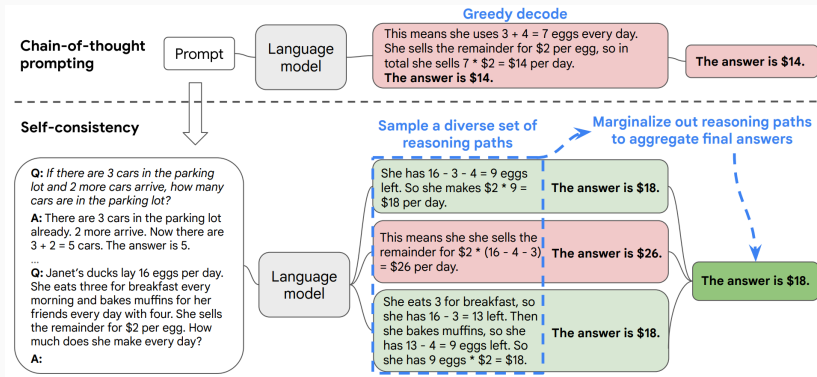 Greedy decode
Chain-of-thought
prompting
Prompt
Language
model
This means she uses 3 + 4 = 7 eggs every day.
She sells the remainder for $2 per egg, so in
total she sells 7 * $2 = $14 per day.
The answer is $14.
The answer is $14.
Self-consistency
Sample a diverse set of
reasoning paths
Marginalize out reasoning paths
to aggregate final answers
Q: If there are 3 cars in the parking
lot and 2 more cars arrive, how many
cars are in the parking lot?
A: There are 3 cars in the parking lot
already. 2 more arrive. Now there are
3 + 2 = 5 cars. The answer is 5.
...
Q: Janet's ducks lay 16 eggs per day.
She eats three for breakfast every
morning and bakes muffins for her
friends every day with four. She sells
the remainder for $2 per egg. How
much does she make every day?
A:
Language
model
She has 16 - 3 - 4 = 9 eggs
left. So she makes $2 * 9 =
$18 per day.
The answer is $18.
This means she she sells the
remainder for $2 * (16 - 4 - 3)
= $26 per day.
The answer is $26.
She eats 3 for breakfast, so
she has 16 - 3 = 13 left. Then
she bakes muffins, so she
has 13 - 4 = 9 eggs left. So
she has 9 eggs * $2 = $18.
The answer is $18.
The answer is $18.